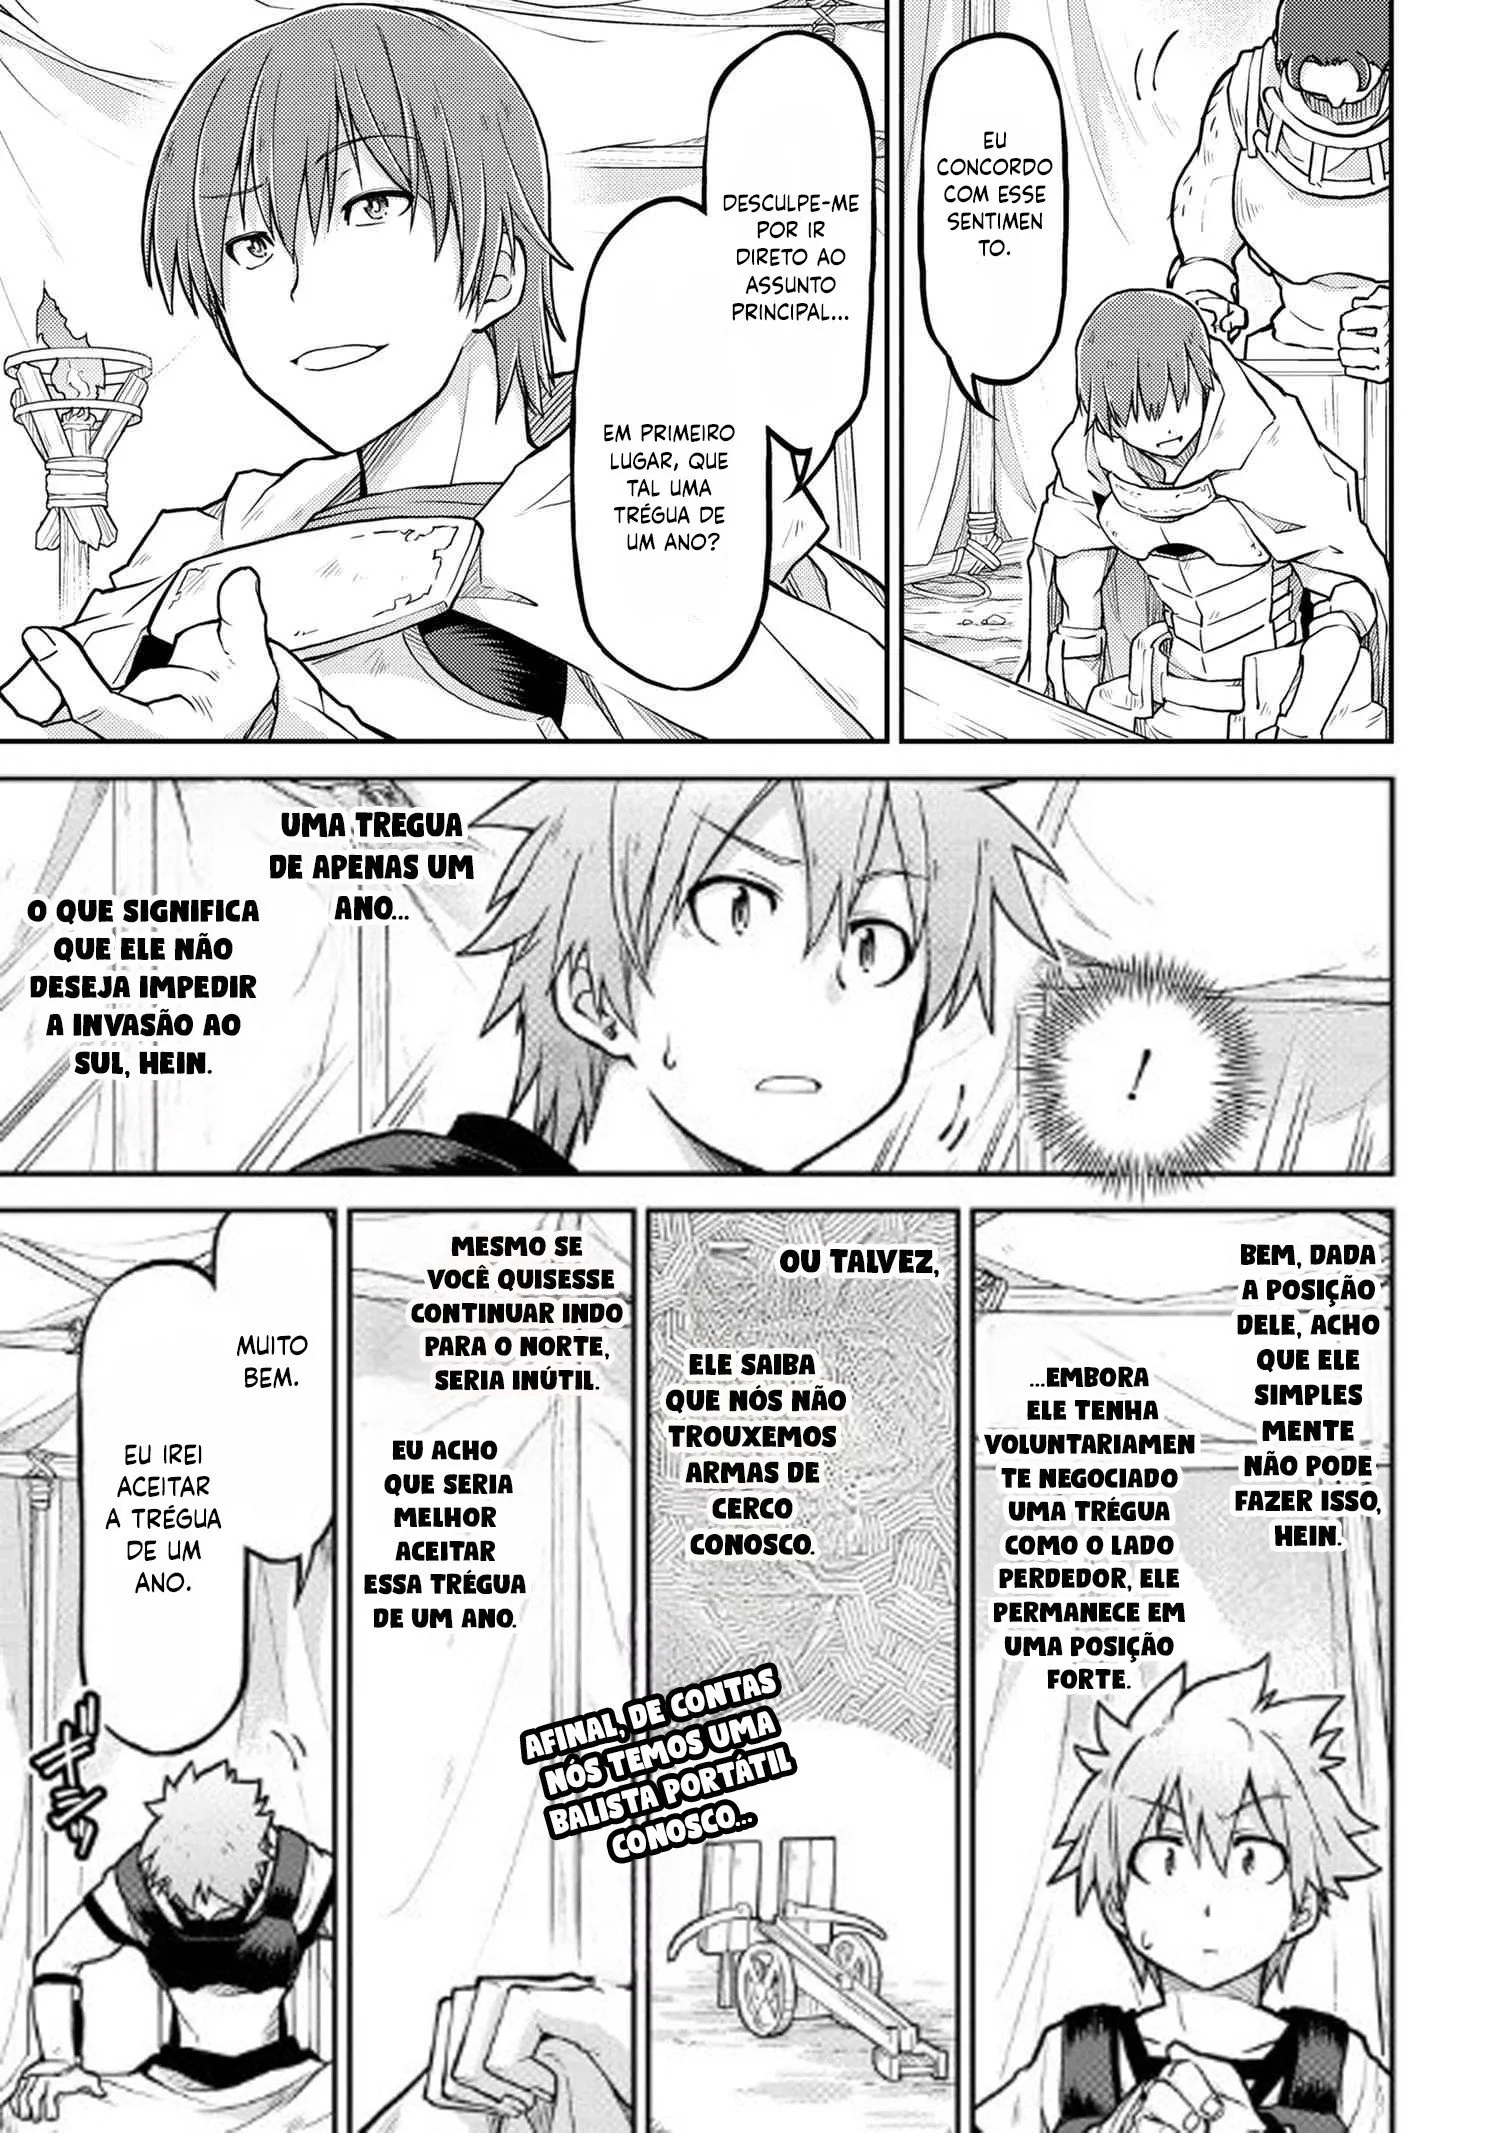 EU
CONCORDO
COM ESSE
SENTIMEN
TO.
DESCULPE-ME
POR IR
DIRETO AO
ASSUNTO
PRINCIPAL...
EM PRIMEIRO
LUGAR, QUE
TAL UMA
TRÉGUA DE
UM ANO?
!
UMA TREGUA
DE APENAS UM
ANO...
O QUE SIGNIFICA
QUE ELE NÃO
DESEJA IMPEDIR
A INVASÃO AO
SUL, HEIN.
BEM, DADA
A POSIÇÃO
DELE, ACHO
QUE ELE
SIMPLES
MENTE
NÃO PODE
FAZER ISSO,
HEIN.
...EMBORA
ELE TENHA
VOLUNTARIAMEN
TE NEGOCIADO
UMA TRÉGUA
COMO O LADO
PERDEDOR, ELE
PERMANECE EM
UMA POSIÇÃO
FORTE.
OU TALVEZ,
ELE SAIBA
QUE NÓS NÃO
TROUXEMOS
ARMAS DE
CERCO
CONOSCO.
AFINAL, DE CONTAS
NÓS TEMOS UMA
BALISTA PORTÁTIL
CONOSCO...
MESMO SE
VOCÊ QUISESSE
CONTINUAR INDO
PARA O NORTE,
SERIA INÚTIL.
EU ACHO
QUE SERIA
MELHOR
ACEITAR
ESSA TRÉGUA
DE UM ANO.
MUITO
BEM.
EU IREI
ACEITAR
A TRÉGUA
DE UM
ANO.
ギシッ